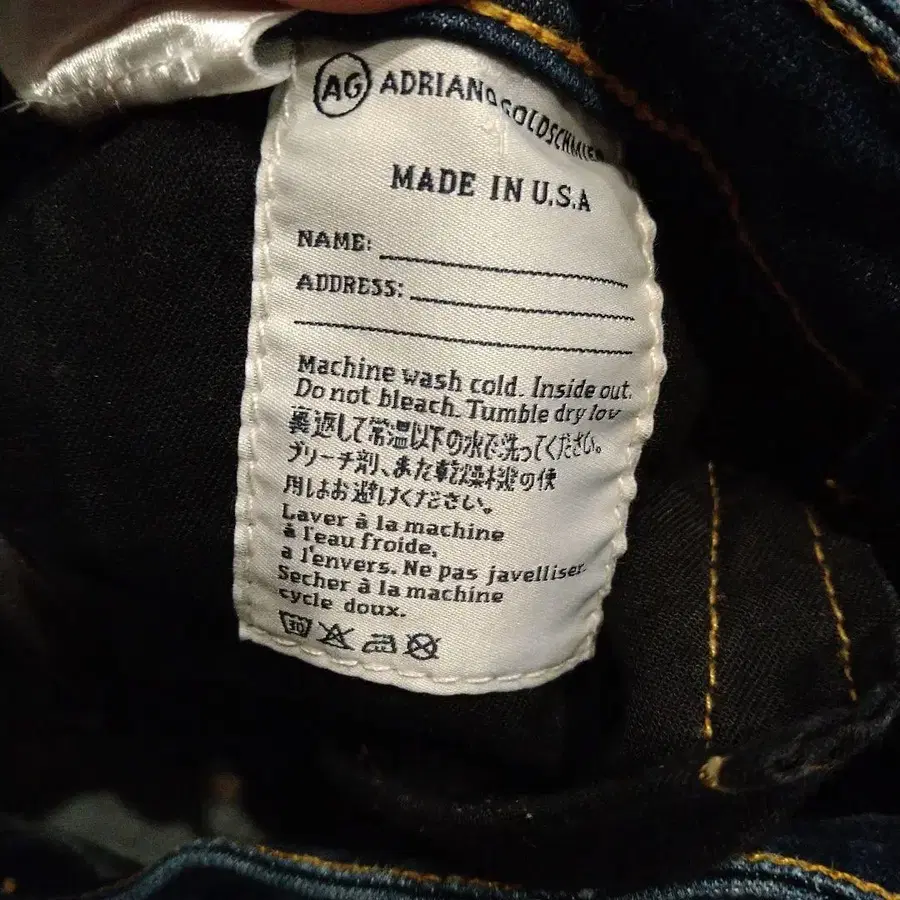 AG ADRIANO GOLDSCHMIED
MADE IN U.S.A
NAME:
ADDRESS:
Machine wash cold. Inside out.
Do not bleach. Tumble dry low
裏返して常温以下の水で洗ってください。
ブリーチ剤、また乾燥機の使
用はお避けください。
Laver à la machine
à l'eau froide,
a l'envers. Ne pas javelliser.
Secher à la machine
cycle doux.
30